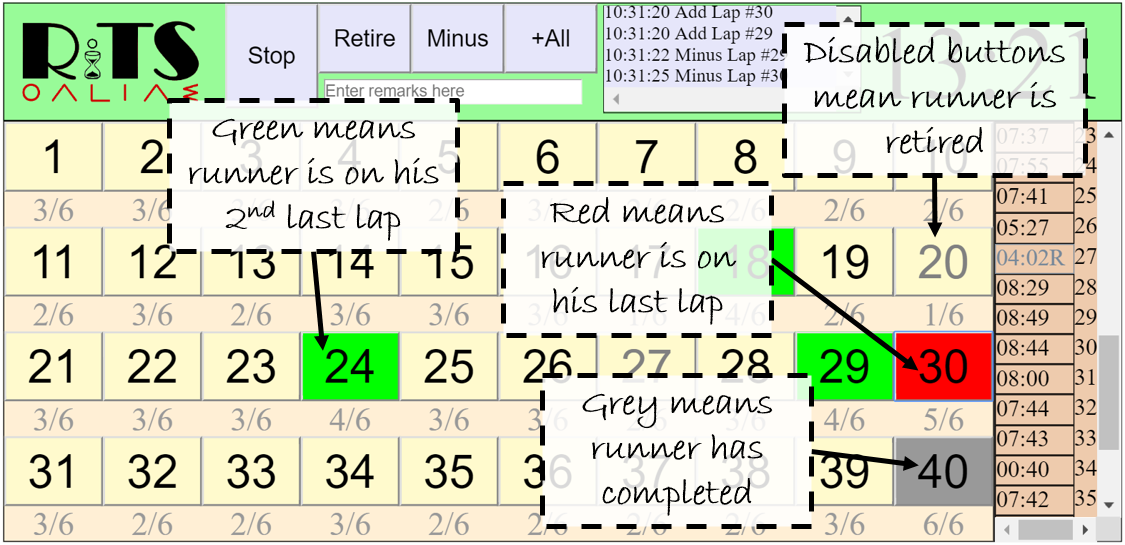 RiTS
Stop
Retire
Minus
+All
Enter remarks here
10:31:20 Add Lap #30
10:31:20 Add Lap #29
10:31:22 Minus Lap #29
10:31:25 Minus Lap #30
13.21
Green means
runner is on his
2nd last lap
Disabled buttons
mean runner is
retired
Red means
runner is on
his last lap
Grey means
runner has
completed
1 2 3 4 5 6 7 8 9 10
3/6 3/6 2/6 2/6 2/6
11 12 13 14 15 16 17 18 19 20
2/6 3/6 2/6 3/6 3/6 3/6 1/6 4/6 2/6 1/6
21 22 23 24 25 26 27 28 29 30
3/6 3/6 3/6 4/6 3/6 3/6 4/6 5/6
31 32 33 34 35 36 37 38 39 40
3/6 2/6 2/6 3/6 2/6 2/6 3/6 6/6
07:37 23
07:55 24
07:41 25
05:27 26
04:02R 27
08:29 28
08:49 29
08:44 30
08:00 31
07:44 32
07:43 33
00:40 34
07:42 35